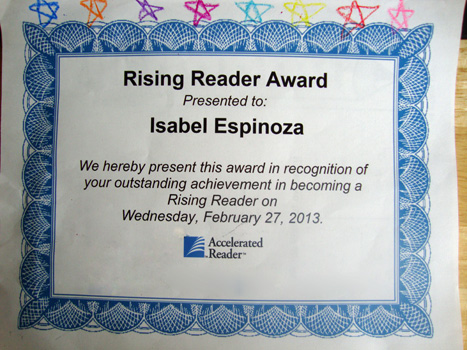 Rising Reader Award
Presented to:
Isabel Espinoza
We hereby present this award in recognition of
your outstanding achievement in becoming a
Rising Reader on
Wednesday, February 27, 2013.
Accelerated
Reader™